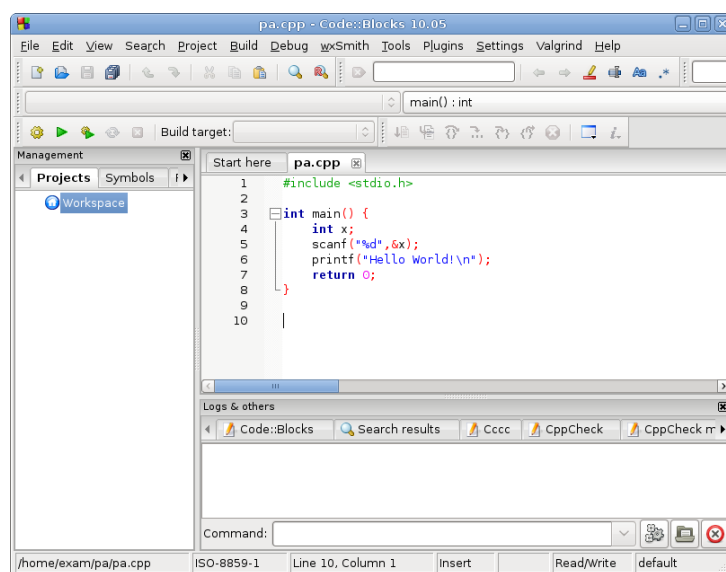 pa.cpp - Code::Blocks 10.05
File Edit View Search Project Build Debug wxSmith Tools Plugins Settings Valgrind Help
main() : int
Build target:
Management
Projects Symbols
Workspace
Start here pa.cpp
1 #include <stdio.h>
2
3 int main() {
4 int x;
5 scanf("%d",&x);
6 printf("Hello World!\n");
7 return 0;
8 }
9
10
Logs & others
Code::Blocks Search results Cccc CppCheck CppCheck m
Command:
/home/exam/pa/pa.cpp ISO-8859-1 Line 10, Column 1 Insert Read/Write default